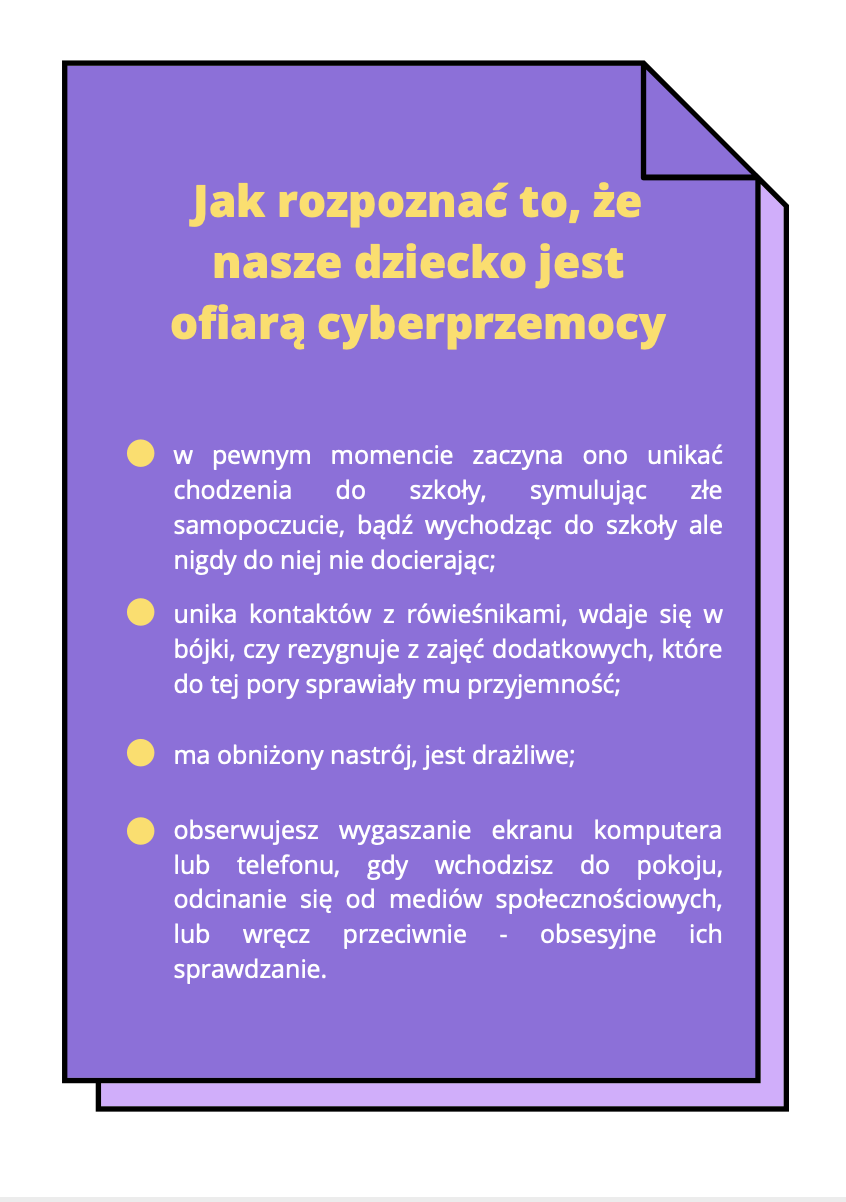 Jak rozpoznać to, że
nasze dziecko jest
ofiarą cyberprzemocy
w pewnym momencie zaczyna ono unikać
chodzenia do szkoły, symulując złe
samopoczucie, bądź wychodząc do szkoły ale
nigdy do niej nie docierając;
unika kontaktów z rówieśnikami, wdaje się w
bójki, czy rezygnuje z zajęć dodatkowych, które
do tej pory sprawiały mu przyjemność;
ma obniżony nastrój, jest drażliwe;
obserwujesz wygaszanie ekranu komputera
lub telefonu, gdy wchodzisz do pokoju,
odcinanie się od mediów społecznościowych,
lub wręcz przeciwnie - obsesyjne ich
sprawdzanie.